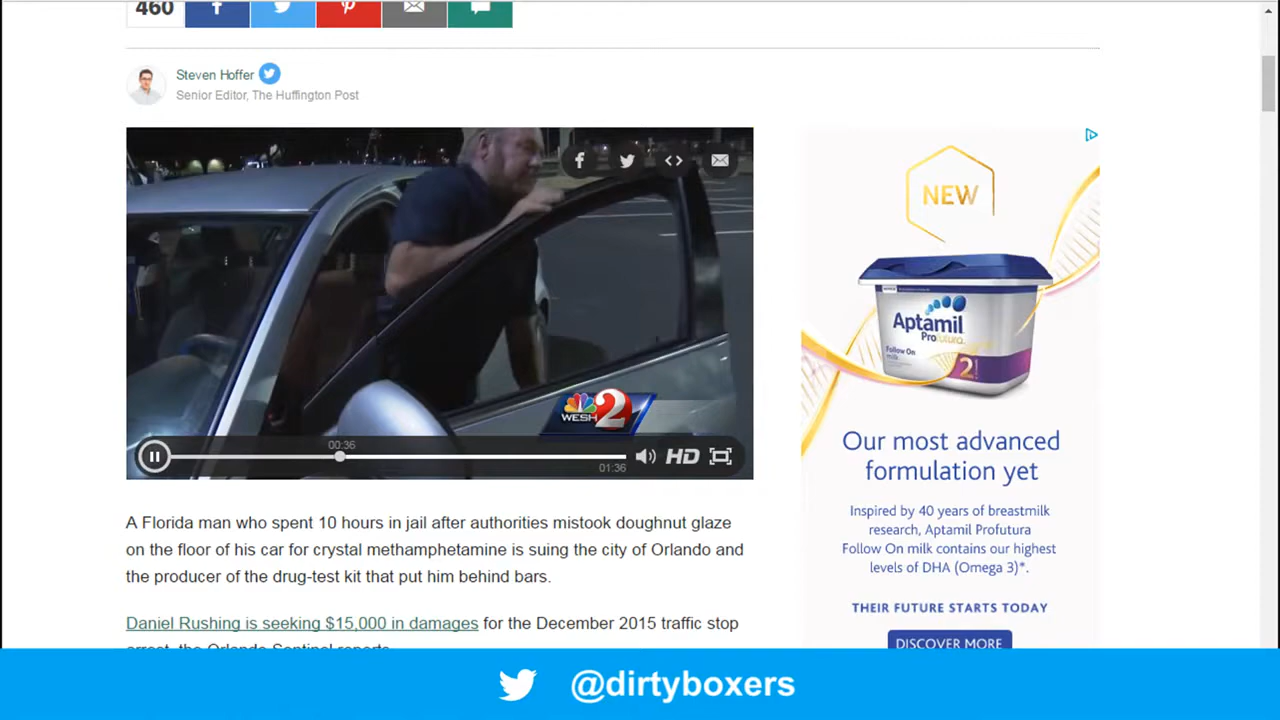 460
Steven Hoffer
Senior Editor, The Huffington Post
WESH 2
00:36
01:36
HD
NEW
Aptamil
Profutura
Follow On
milk
2
Our most advanced
formulation yet
Inspired by 40 years of breastmilk
research, Aptamil Profutura
Follow On milk contains our highest
levels of DHA (Omega 3)*.
THEIR FUTURE STARTS TODAY
DISCOVER MORE
A Florida man who spent 10 hours in jail after authorities mistook doughnut glaze
on the floor of his car for crystal methamphetamine is suing the city of Orlando and
the producer of the drug-test kit that put him behind bars.
Daniel Rushing is seeking $15,000 in damages for the December 2015 traffic stop
arrest, the Orlando Sentinel reports.
@dirtyboxers